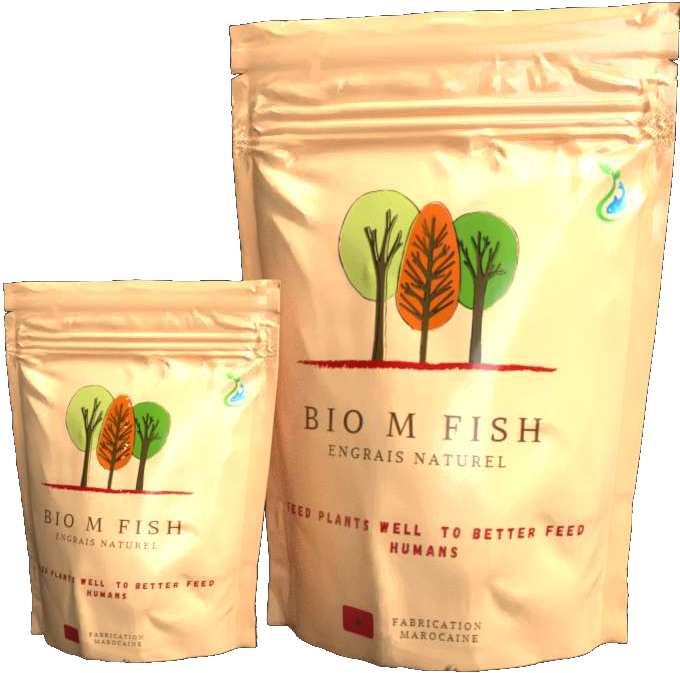 BIO M FISH
ENGRAIS NATUREL
FEED PLANTS WELL TO BETTER FEED
HUMANS
FABRICATION
MAROCAINE
BIO M FISH
ENGRAIS NATUREL
PLANTS WELL TO BETTER FEED
HUMANS
FABRICATION
MAROCAINE